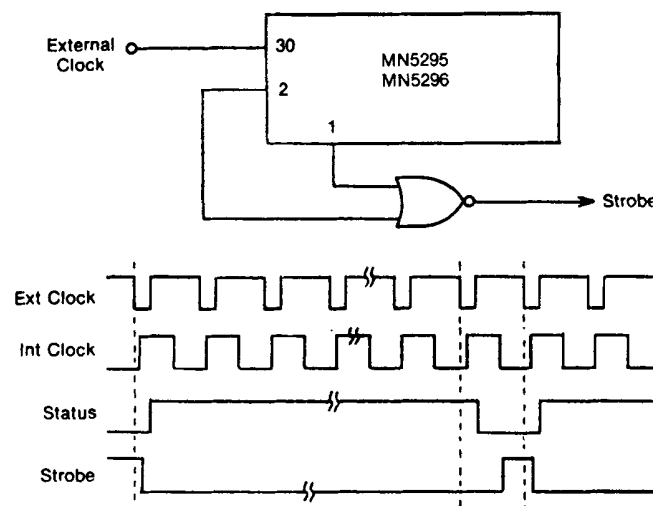 External
Clock
30
MN5295
MN5296
2
1
Strobe
Ext Clock
Int Clock
Status
Strobe